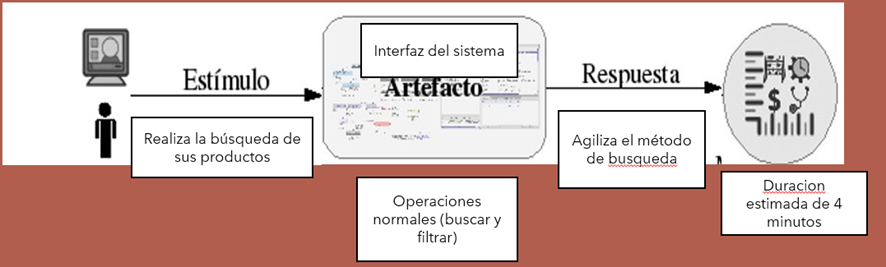 Interfaz del sistema
Estímulo
Artefacto
Respuesta
Realiza la búsqueda de
sus productos
Agiliza el método
de busqueda
Operaciones
normales (buscar y
filtrar)
Duracion
estimada de 4
minutos